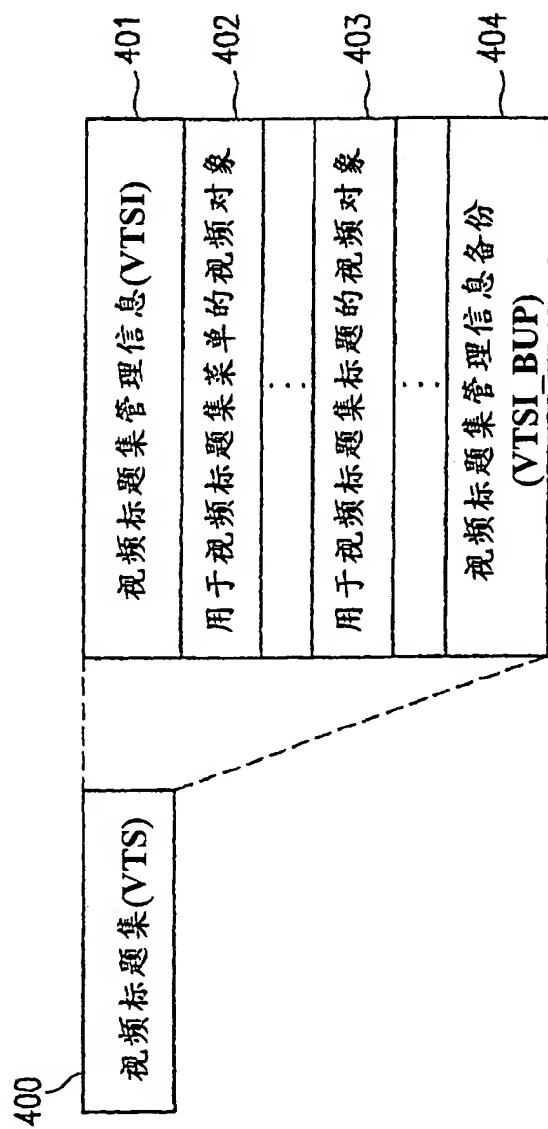 400
视频标题集(VTS)
视频标题集管理信息(VTSI)
401
用于视频标题集菜单的视频对象
402
...
用于视频标题集标题的视频对象
403
...
视频标题集管理信息备份
(VTSI_BUP)
404